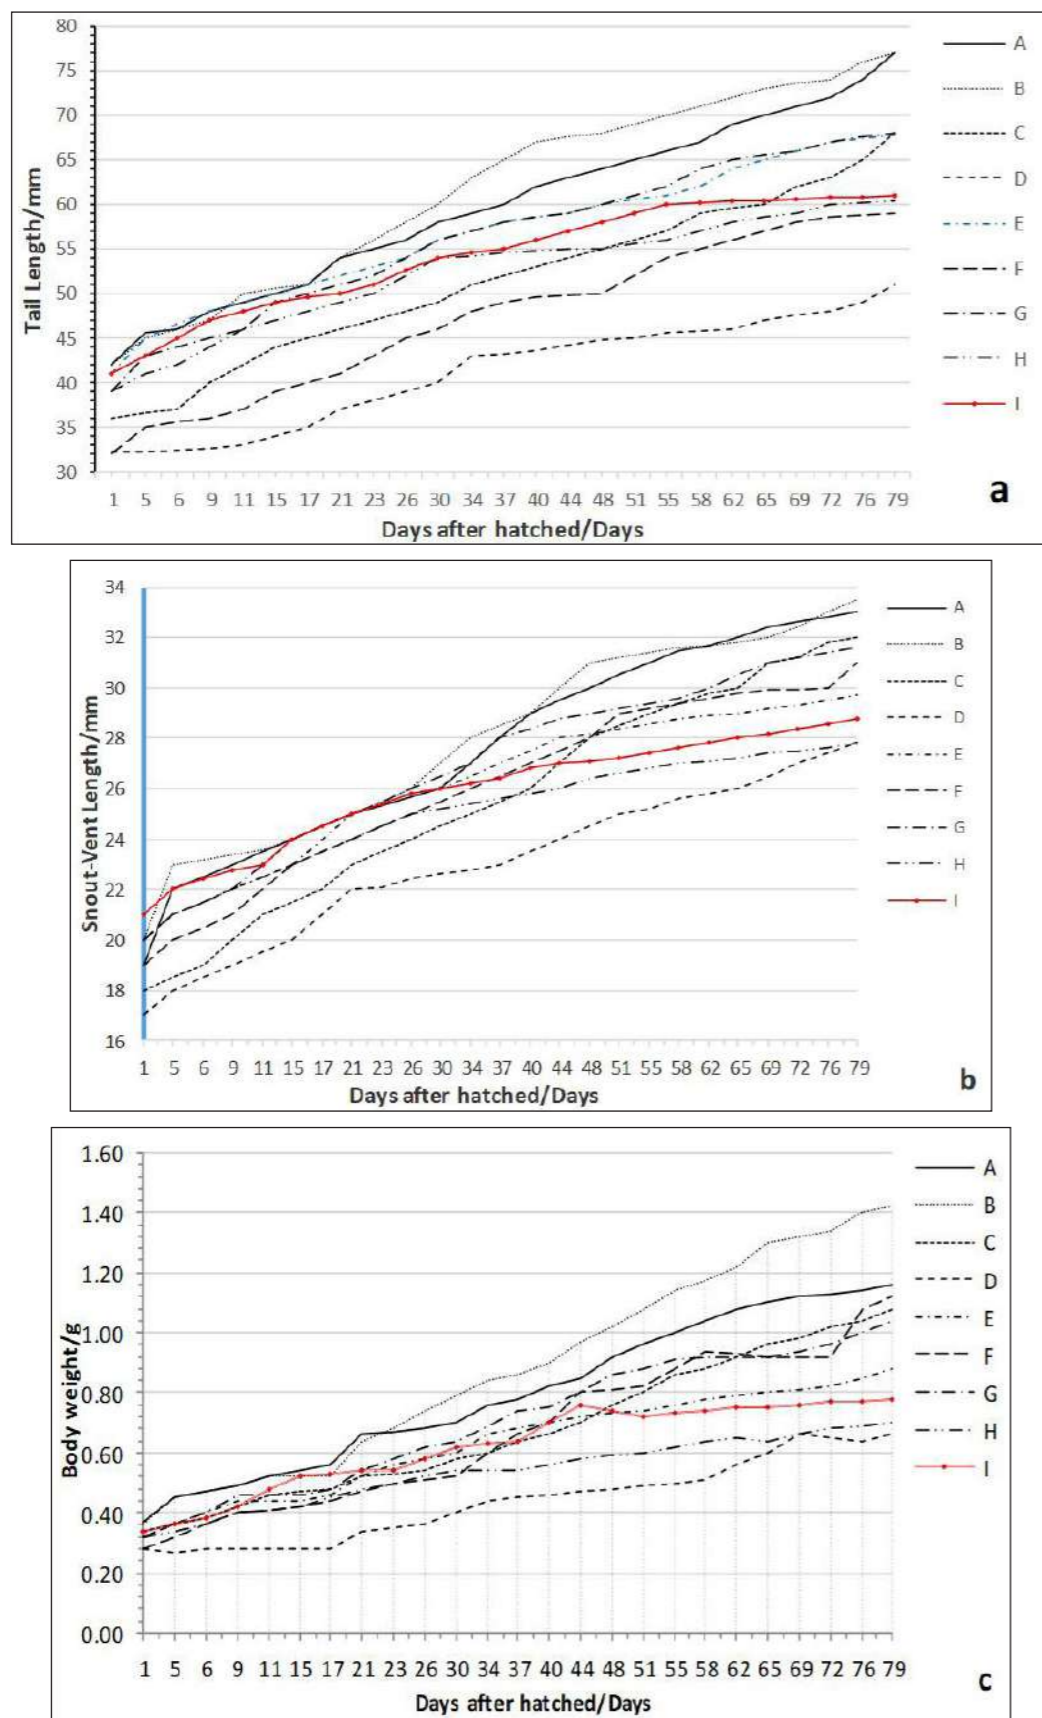 80
75
70
65
60
55
50
45
40
35
30
Tail Length/mm
1 5 6 9 11 15 17 21 23 26 30 34 37 40 44 48 51 55 58 62 65 69 72 76 79
Days after hatched/Days
A
B
C
D
E
F
G
H
I
a
34
32
30
28
26
24
22
20
18
16
Snout-Vent Length/mm
1 5 6 9 11 15 17 21 23 26 30 34 37 40 44 48 51 55 58 62 65 69 72 76 79
Days after hatched/Days
A
B
C
D
E
F
G
H
I
b
1.60
1.40
1.20
1.00
0.80
0.60
0.40
0.20
0.00
Body weight/g
1 5 6 9 11 15 17 21 23 26 30 34 37 40 44 48 51 55 58 62 65 69 72 76 79
Days after hatched/Days
A
B
C
D
E
F
G
H
I
c